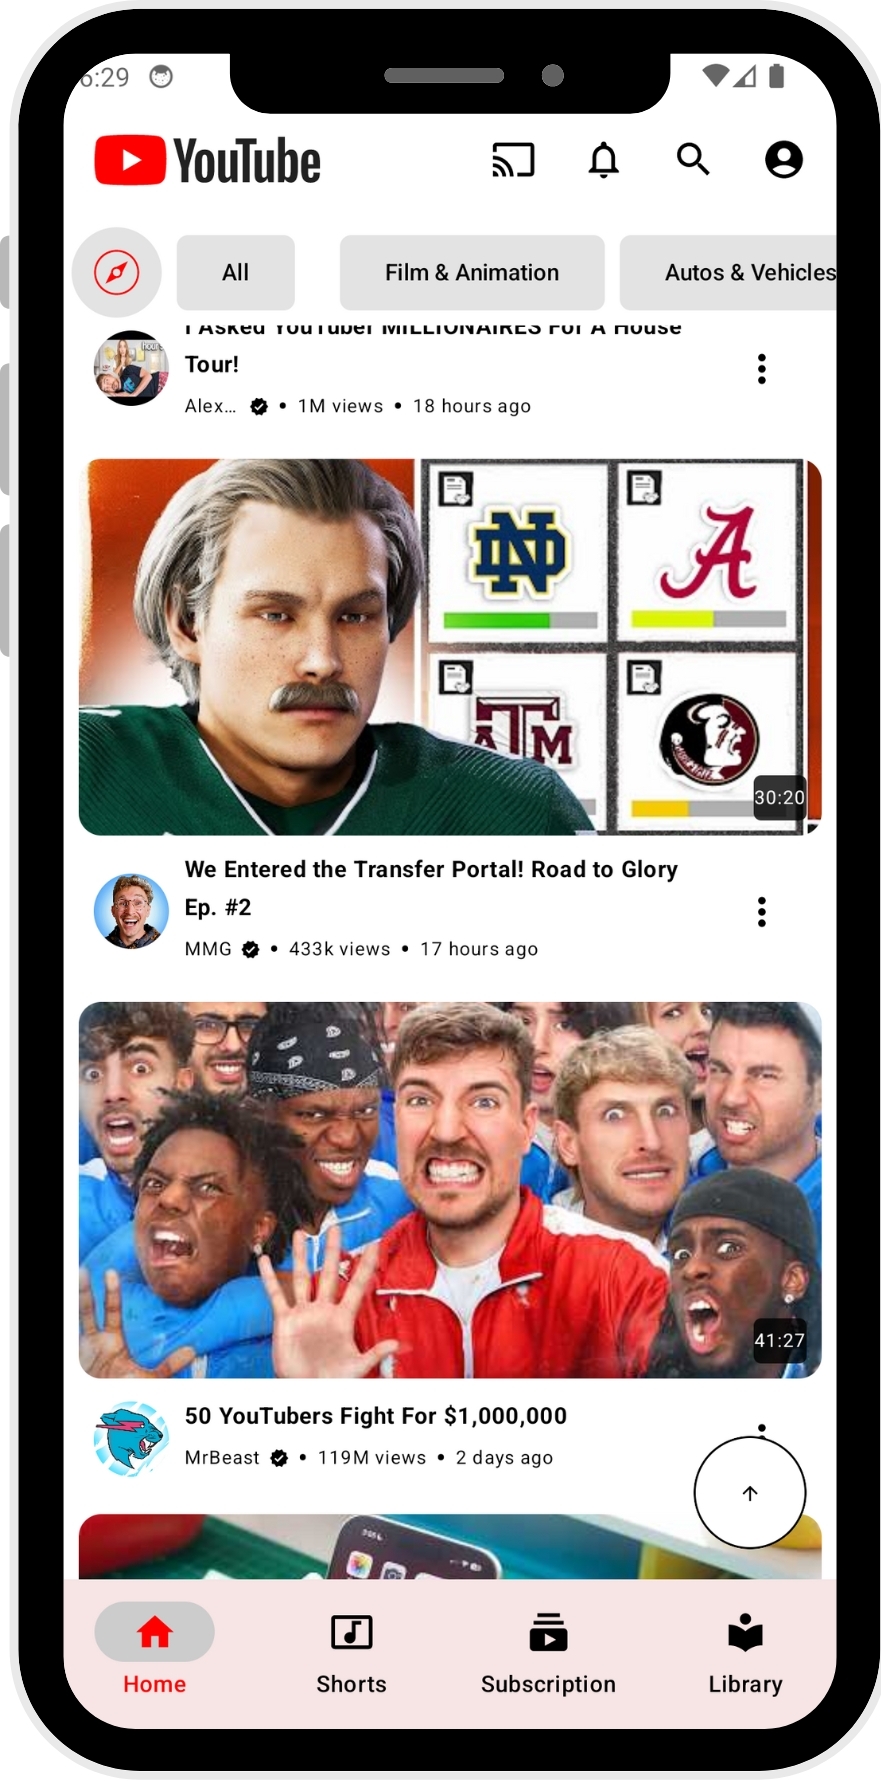 6:29
YouTube
All
Film & Animation
Autos & Vehicles
I Asked YouTuber MILLIONAIRES For A House
Tour!
Alex… • 1M views • 18 hours ago
ND
A
ATM
30:20
We Entered the Transfer Portal! Road to Glory
Ep. #2
MMG • 433k views • 17 hours ago
41:27
50 YouTubers Fight For $1,000,000
MrBeast • 119M views • 2 days ago
Home
Shorts
Subscription
Library